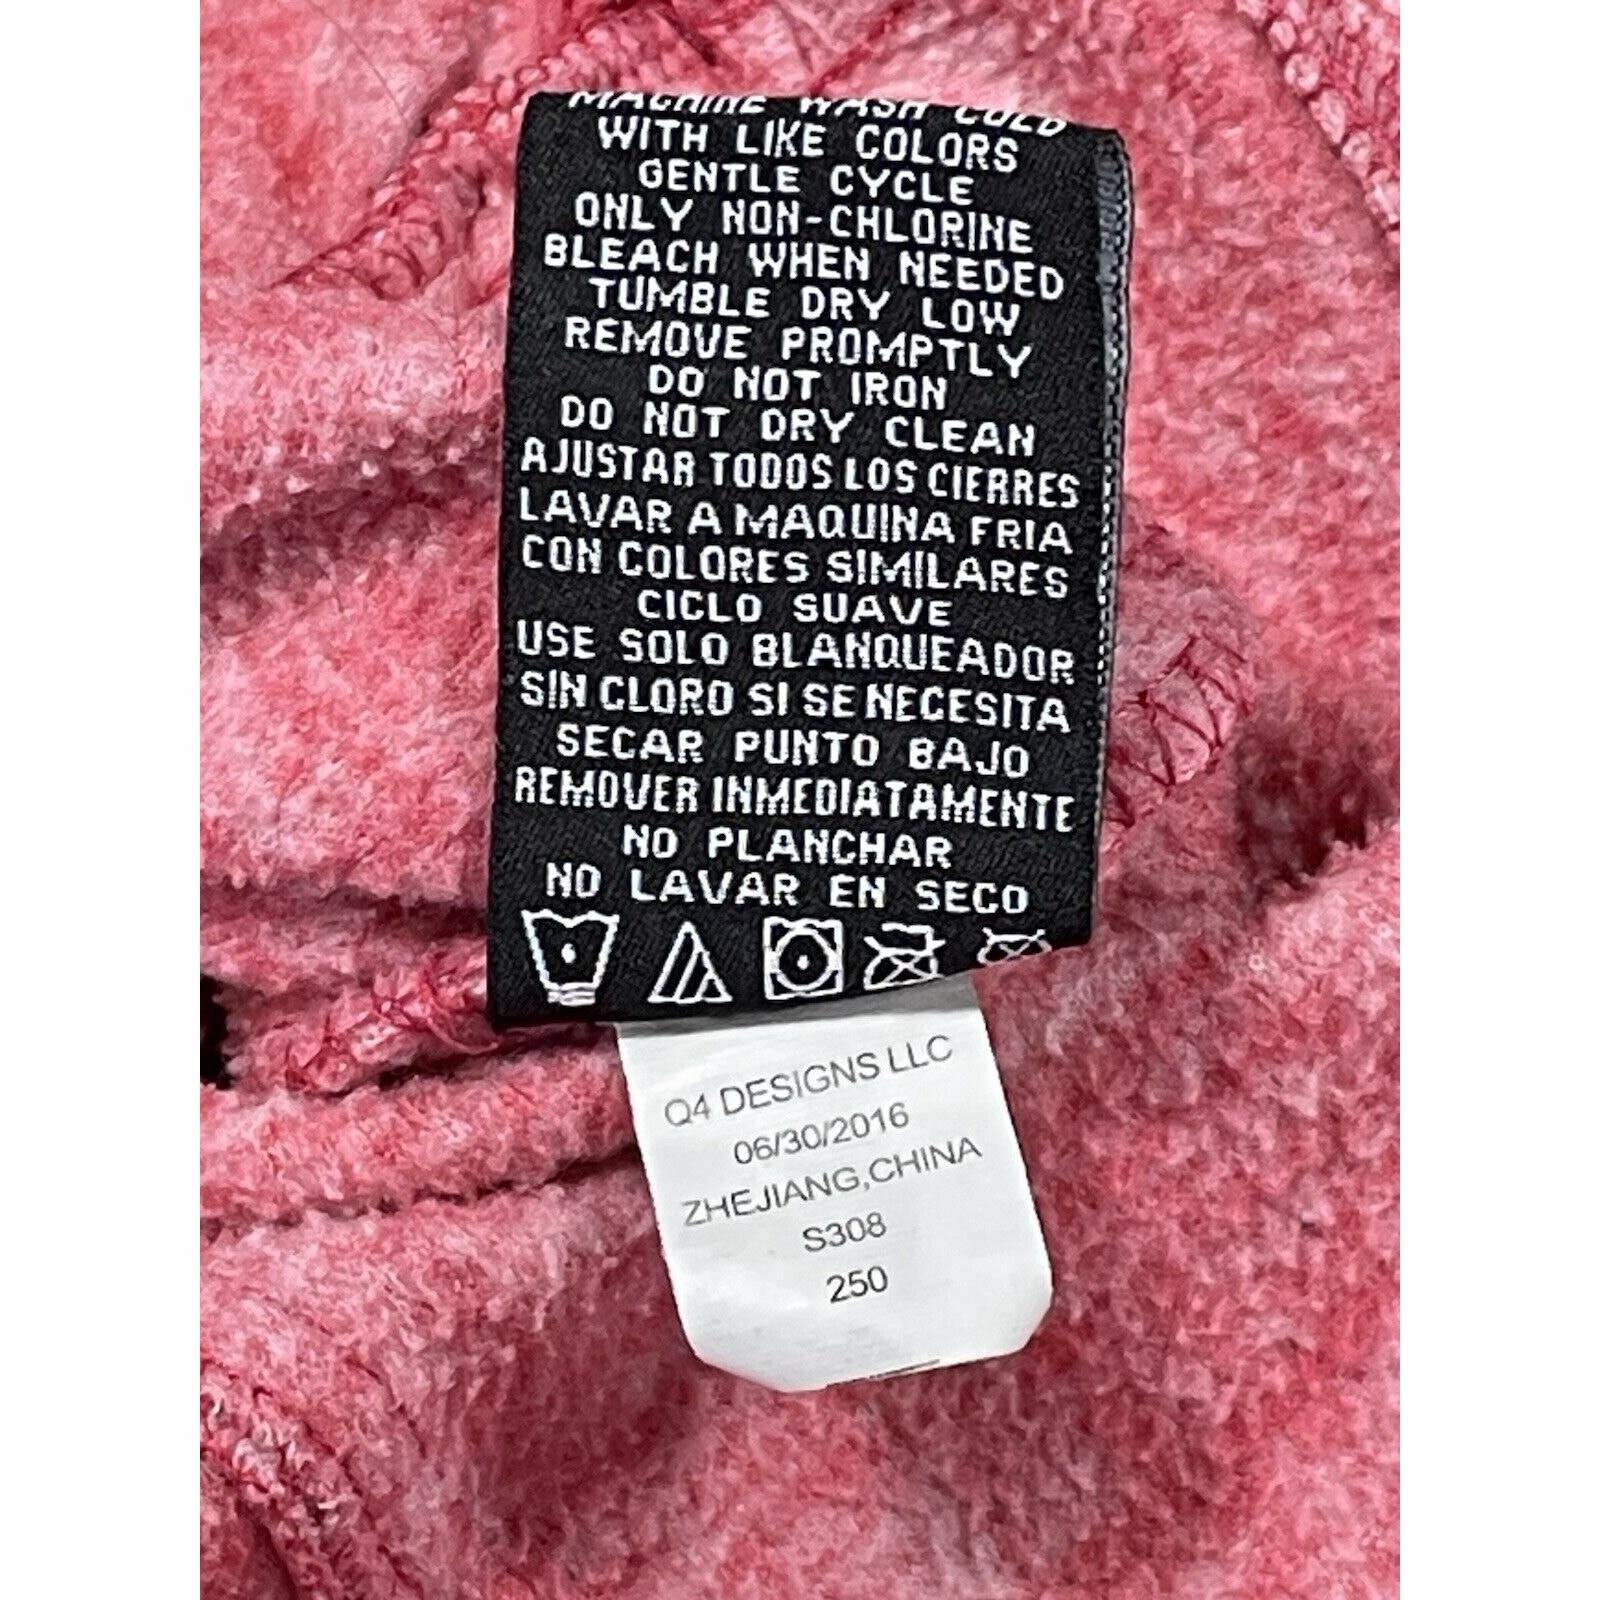 MACHINE WASH COLD
WITH LIKE COLORS
GENTLE CYCLE
ONLY NON-CHLORINE
BLEACH WHEN NEEDED
TUMBLE DRY LOW
REMOVE PROMPTLY
DO NOT IRON
DO NOT DRY CLEAN
AJUSTAR TODOS LOS CIERRES
LAVAR A MAQUINA FRIA
CON COLORES SIMILARES
CICLO SUAVE
USE SOLO BLANQUEADOR
SIN CLORO SI SE NECESITA
SECAR PUNTO BAJO
REMOVER INMEDIATAMENTE
NO PLANCHAR
NO LAVAR EN SECO
Q4 DESIGNS LLC
06/30/2016
ZHEJIANG,CHINA
S308
250